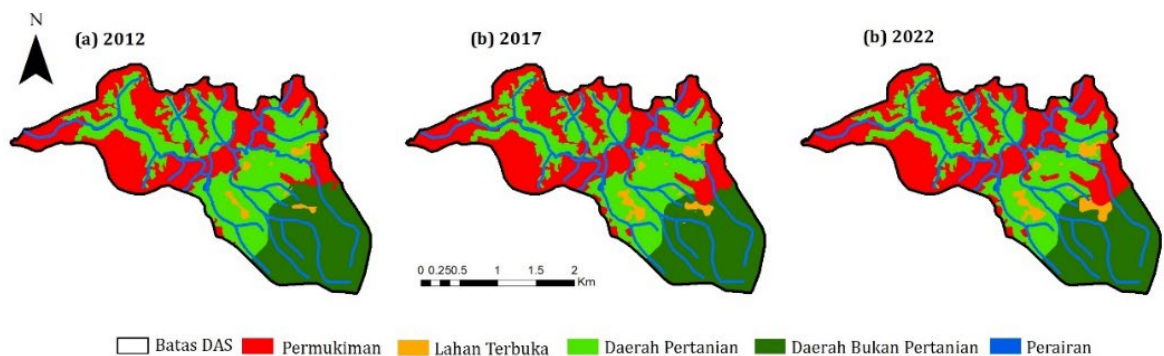 N
(a) 2012
(b) 2017
(b) 2022
0 0.250.5 1 1.5 2
Km
Batas DAS Permukiman Lahan Terbuka Daerah Pertanian Daerah Bukan Pertanian Perairan